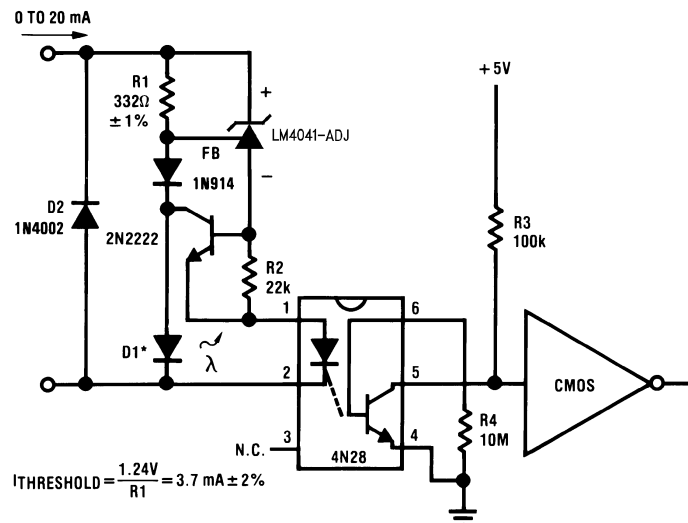 0 TO 20 mA
+5V
R1
332Ω
±1%
+
LM4041-ADJ
FB
−
1N914
D2
1N4002
2N2222
R3
100k
R2
22k
1
6
D1*
λ
2
5
CMOS
R4
10M
3
4
N.C.
4N28
ITHRESHOLD = 1.24V / R1 = 3.7 mA ± 2%